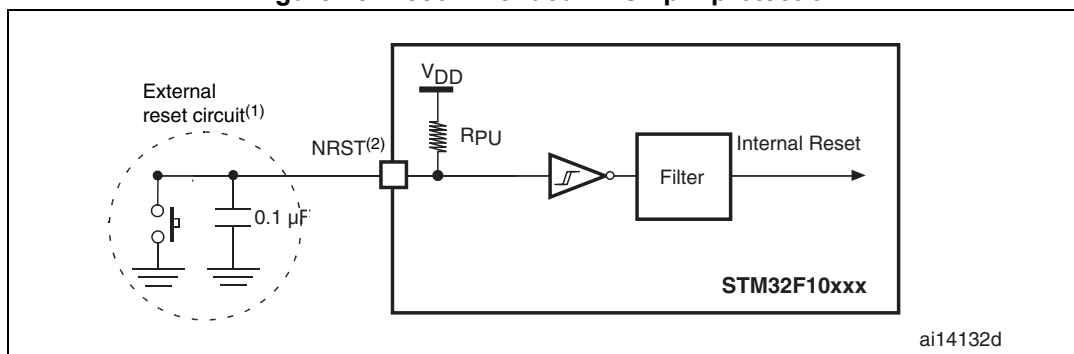 External
reset circuit(1)
VDD
RPU
NRST(2)
Internal Reset
Filter
0.1 µF
STM32F10xxx
ai14132d